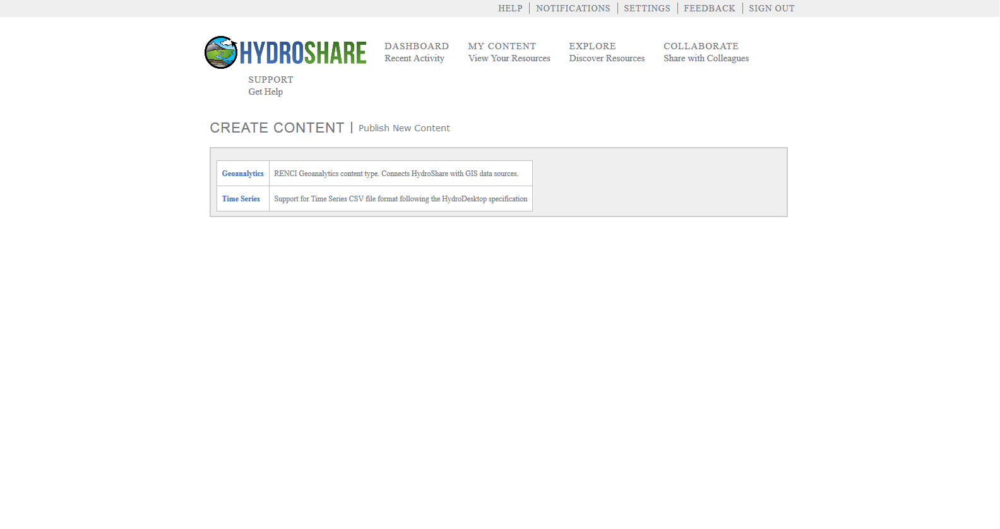 HELP NOTIFICATIONS SETTINGS FEEDBACK SIGN OUT
HYDROSHARE
DASHBOARD
Recent Activity
MY CONTENT
View Your Resources
EXPLORE
Discover Resources
COLLABORATE
Share with Colleagues
SUPPORT
Get Help
CREATE CONTENT | Publish New Content
Geoanalytics RENCI Geoanalytics content type. Connects HydroShare with GIS data sources.
Time Series Support for Time Series CSV file format following the HydroDesktop specification